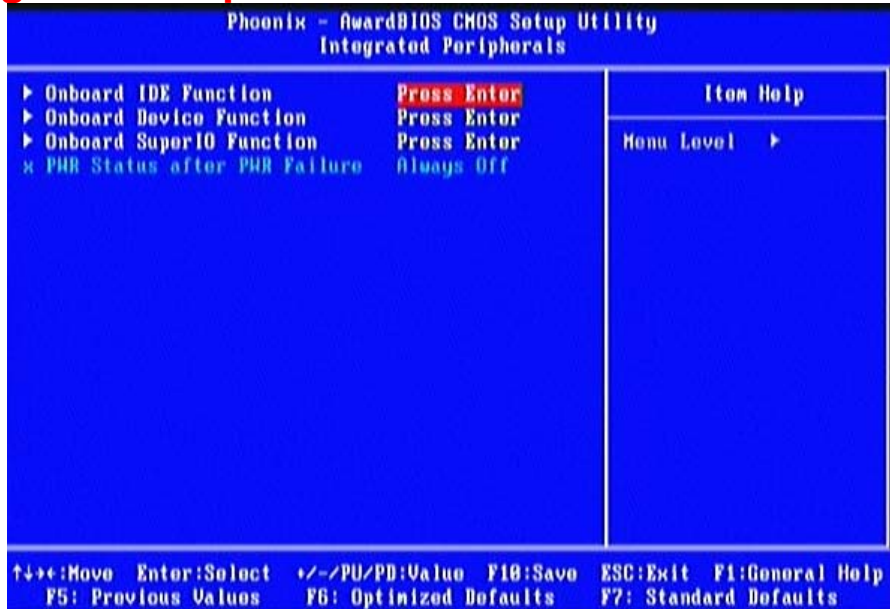 Phoenix - AwardBIOS CMOS Setup Utility
Integrated Peripherals
▶ Onboard IDE Function Press Enter
▶ Onboard Device Function Press Enter
▶ Onboard SuperIO Function Press Enter
x PWR Status after PWR Failure Always Off
Item Help
Menu Level ▶
↑↓→←:Move Enter:Select +/-/PU/PD:Value F10:Save ESC:Exit F1:General Help
F5: Previous Values F6: Optimized Defaults F7: Standard Defaults